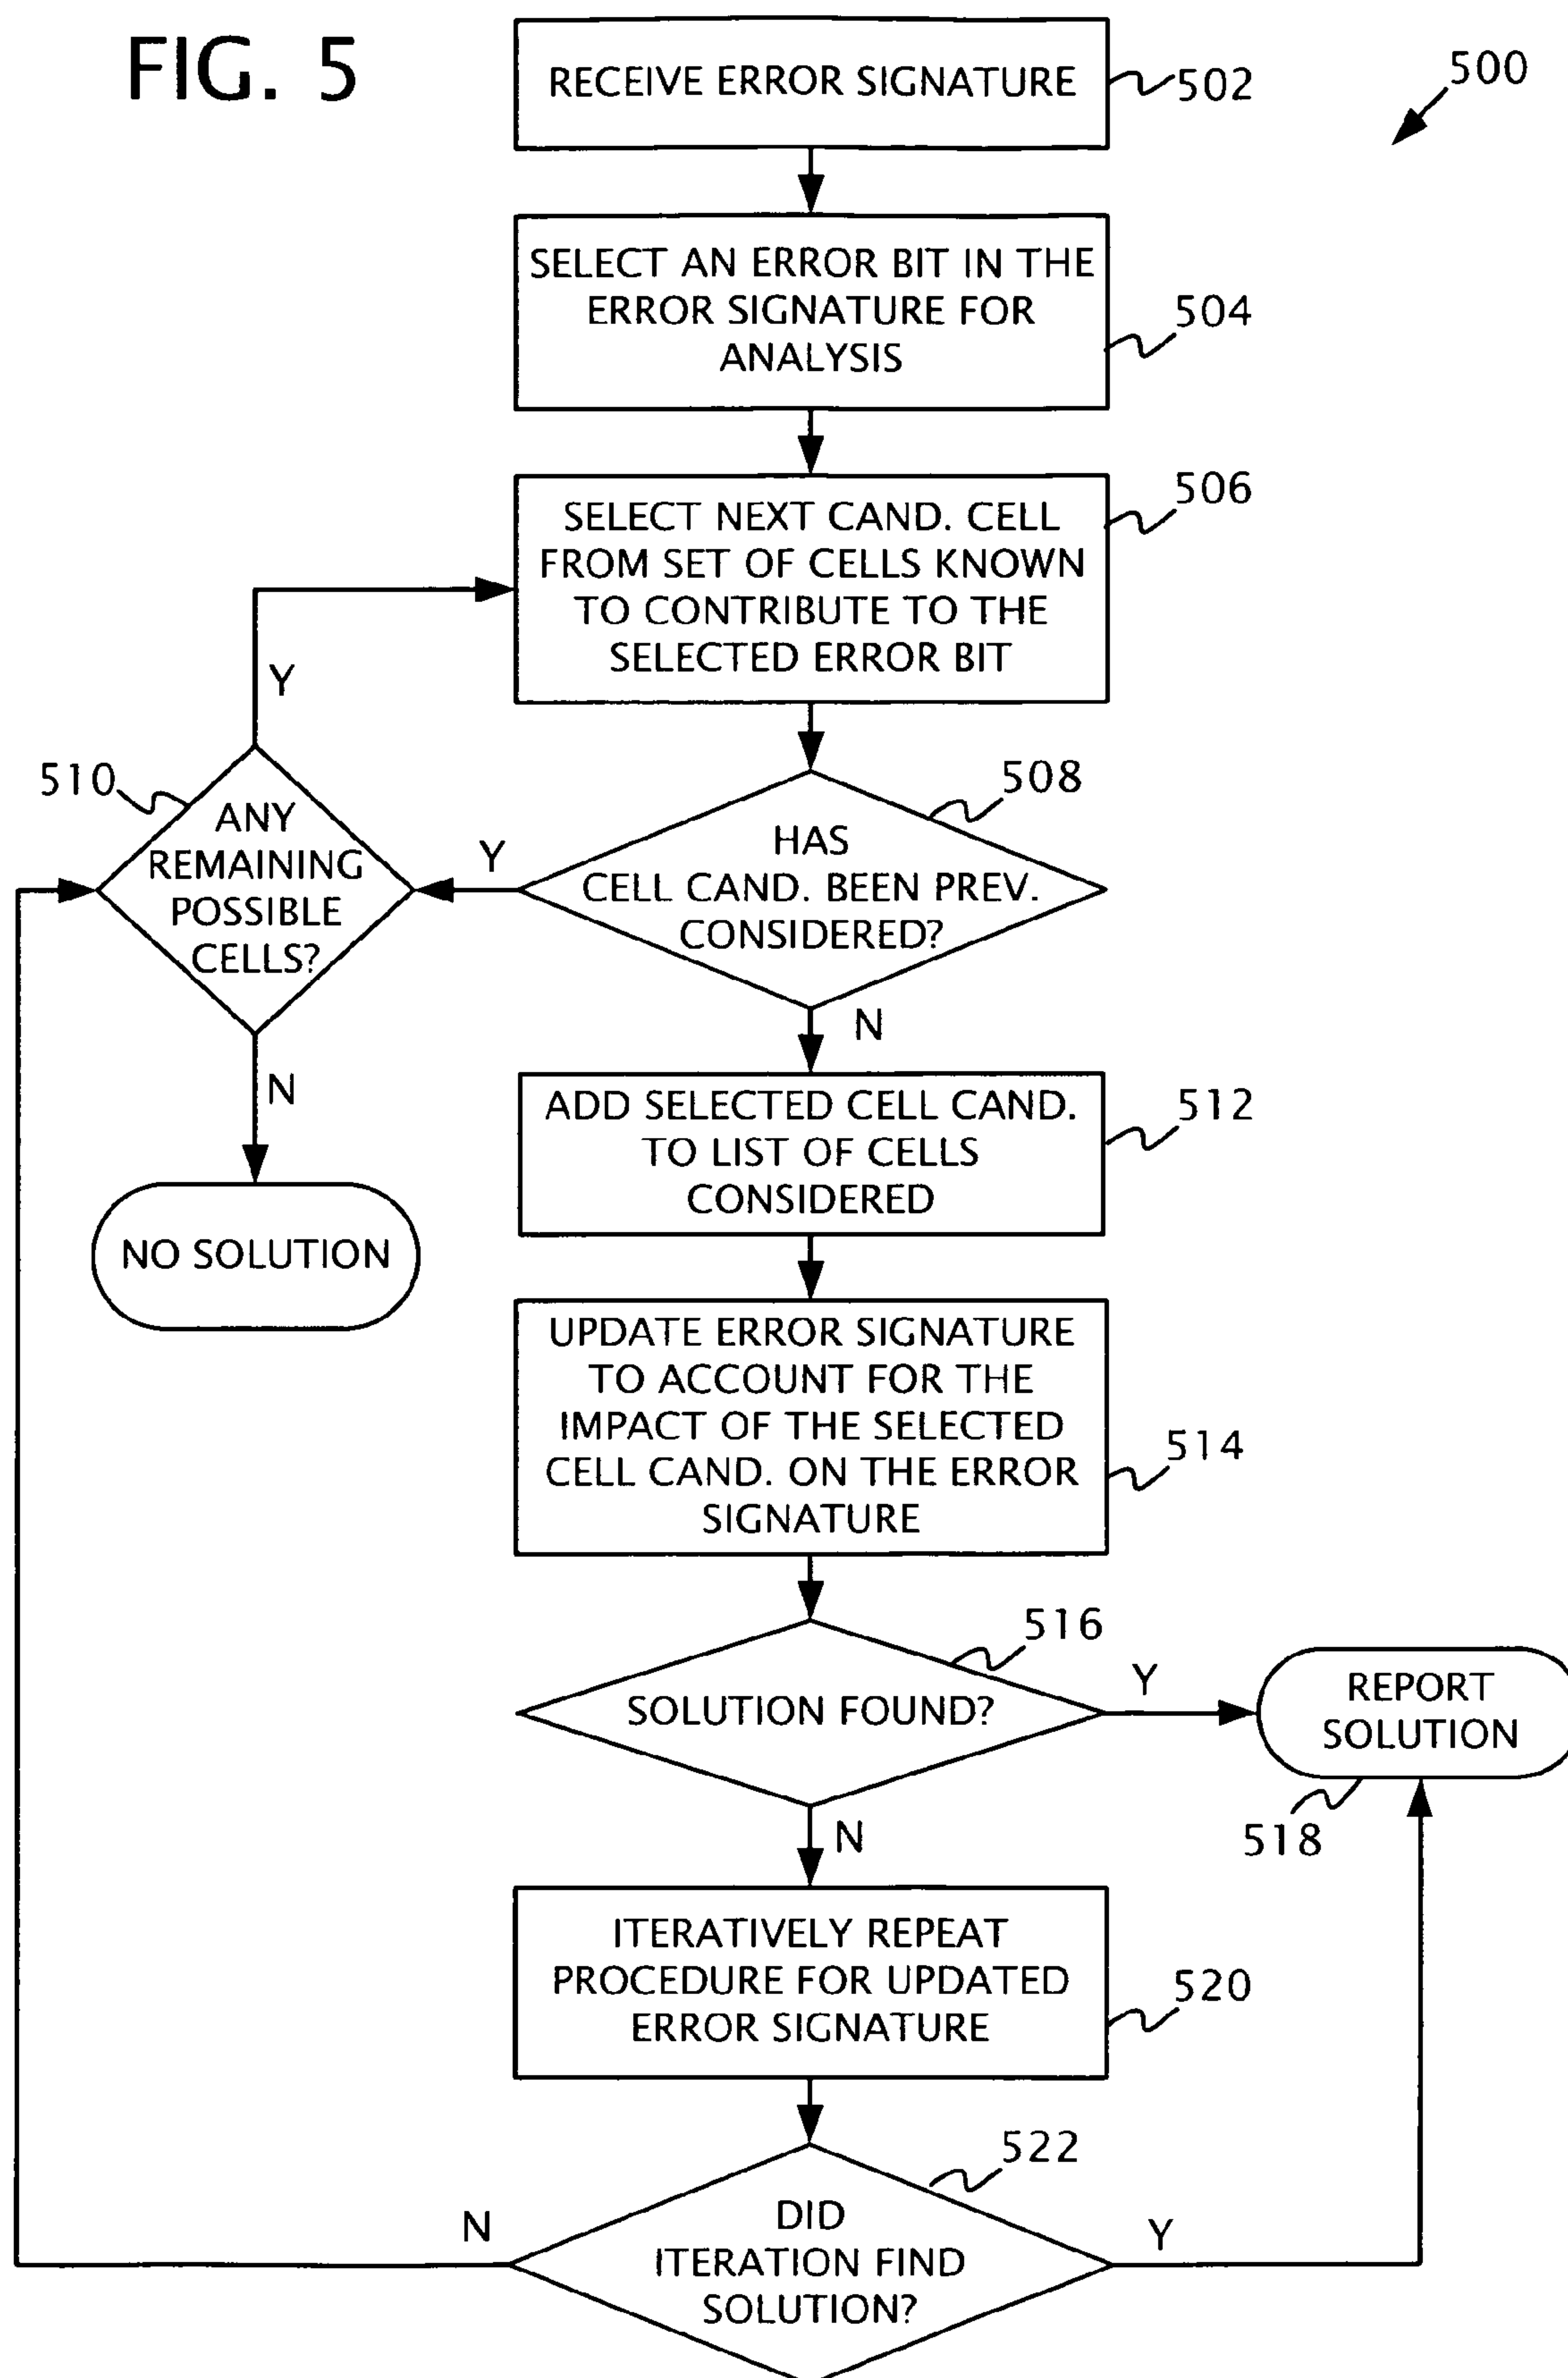 FIG. 5
500
RECEIVE ERROR SIGNATURE
502
SELECT AN ERROR BIT IN THE
ERROR SIGNATURE FOR
ANALYSIS
504
SELECT NEXT CAND. CELL
FROM SET OF CELLS KNOWN
TO CONTRIBUTE TO THE
SELECTED ERROR BIT
506
Y
510
ANY
REMAINING
POSSIBLE
CELLS?
Y
HAS
CELL CAND. BEEN PREV.
CONSIDERED?
508
N
N
NO SOLUTION
ADD SELECTED CELL CAND.
TO LIST OF CELLS
CONSIDERED
512
UPDATE ERROR SIGNATURE
TO ACCOUNT FOR THE
IMPACT OF THE SELECTED
CELL CAND. ON THE ERROR
SIGNATURE
514
SOLUTION FOUND?
516
Y
REPORT
SOLUTION
518
N
ITERATIVELY REPEAT
PROCEDURE FOR UPDATED
ERROR SIGNATURE
520
DID
ITERATION FIND
SOLUTION?
522
N
Y